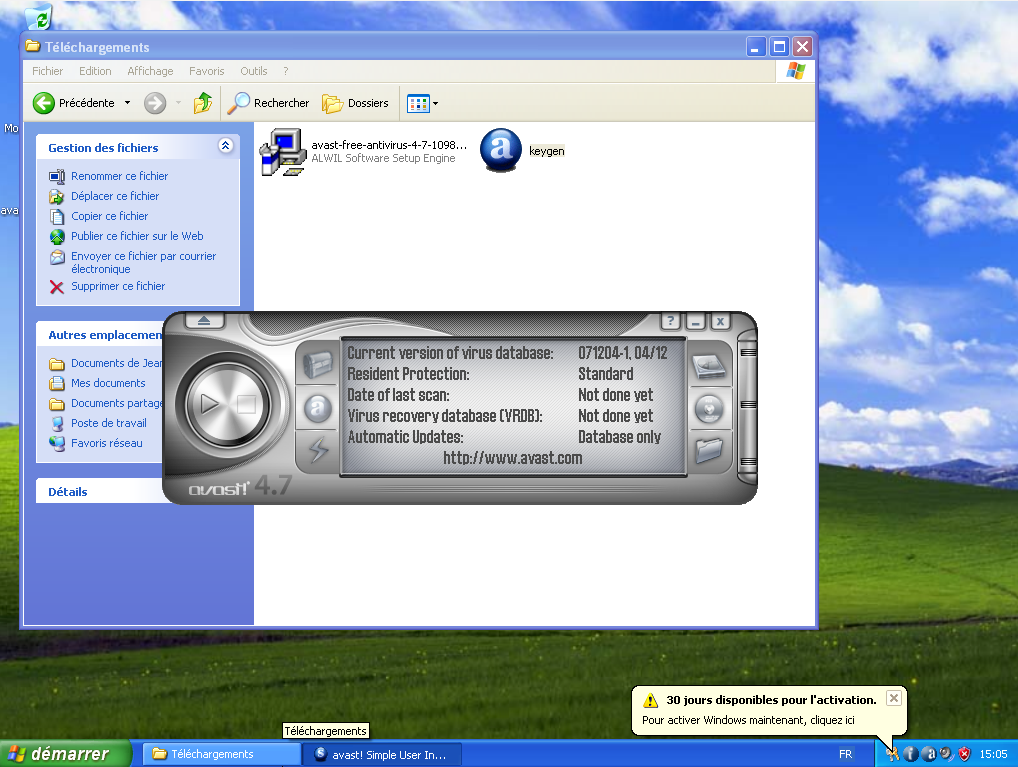 Téléchargements
Fichier Edition Affichage Favoris Outils ?
Précédente Rechercher Dossiers
Mo
ava
Gestion des fichiers
Renommer ce fichier
Déplacer ce fichier
Copier ce fichier
Publier ce fichier sur le Web
Envoyer ce fichier par courrier
électronique
Supprimer ce fichier
Autres emplacemen
Documents de Jear
Mes documents
Documents partage
Poste de travail
Favoris réseau
Détails
avast-free-antivirus-4-7-1098...
ALWIL Software Setup Engine
a
keygen
? x
Current version of virus database: 071204-1, 04/12
Resident Protection: Standard
Date of last scan: Not done yet
Virus recovery database (VRDB): Not done yet
Automatic Updates: Database only
http://www.avast.com
a
avast! 4.7
30 jours disponibles pour l'activation.
Pour activer Windows maintenant, cliquez ici
Téléchargements
démarrer Téléchargements avast! Simple User In... FR 15:05